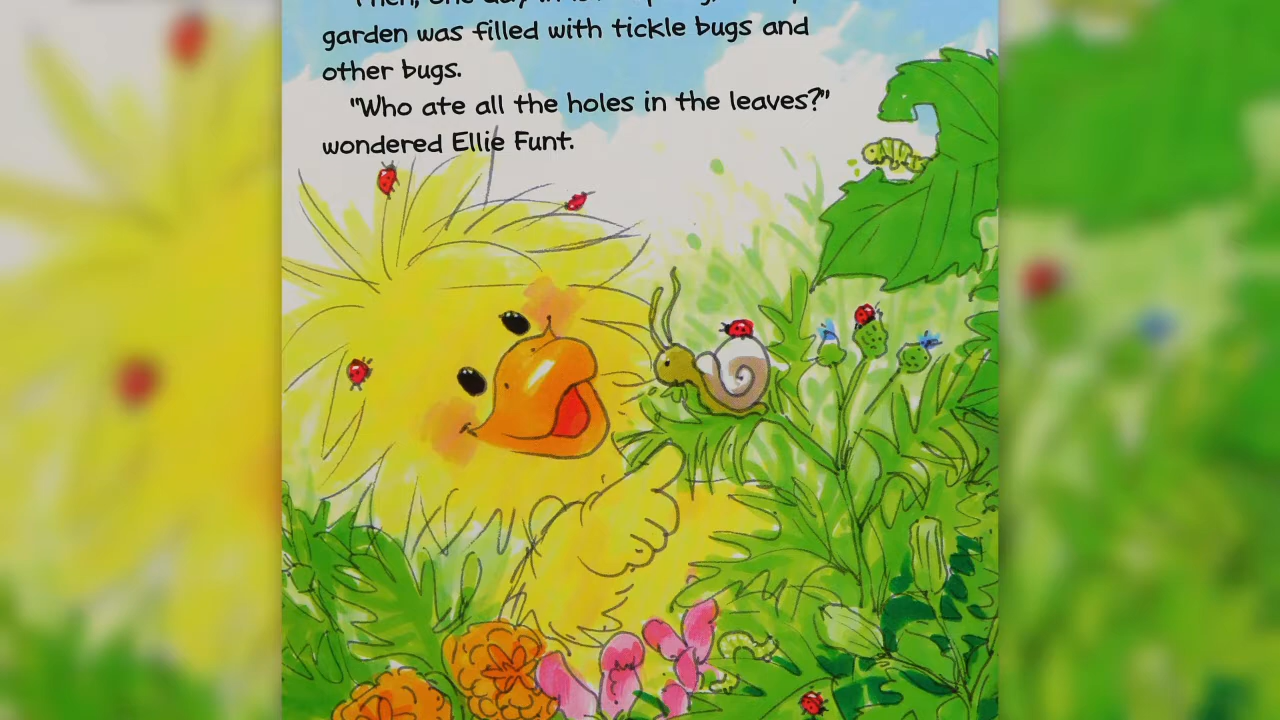 garden was filled with tickle bugs and
other bugs.
"Who ate all the holes in the leaves?"
wondered Ellie Funt.